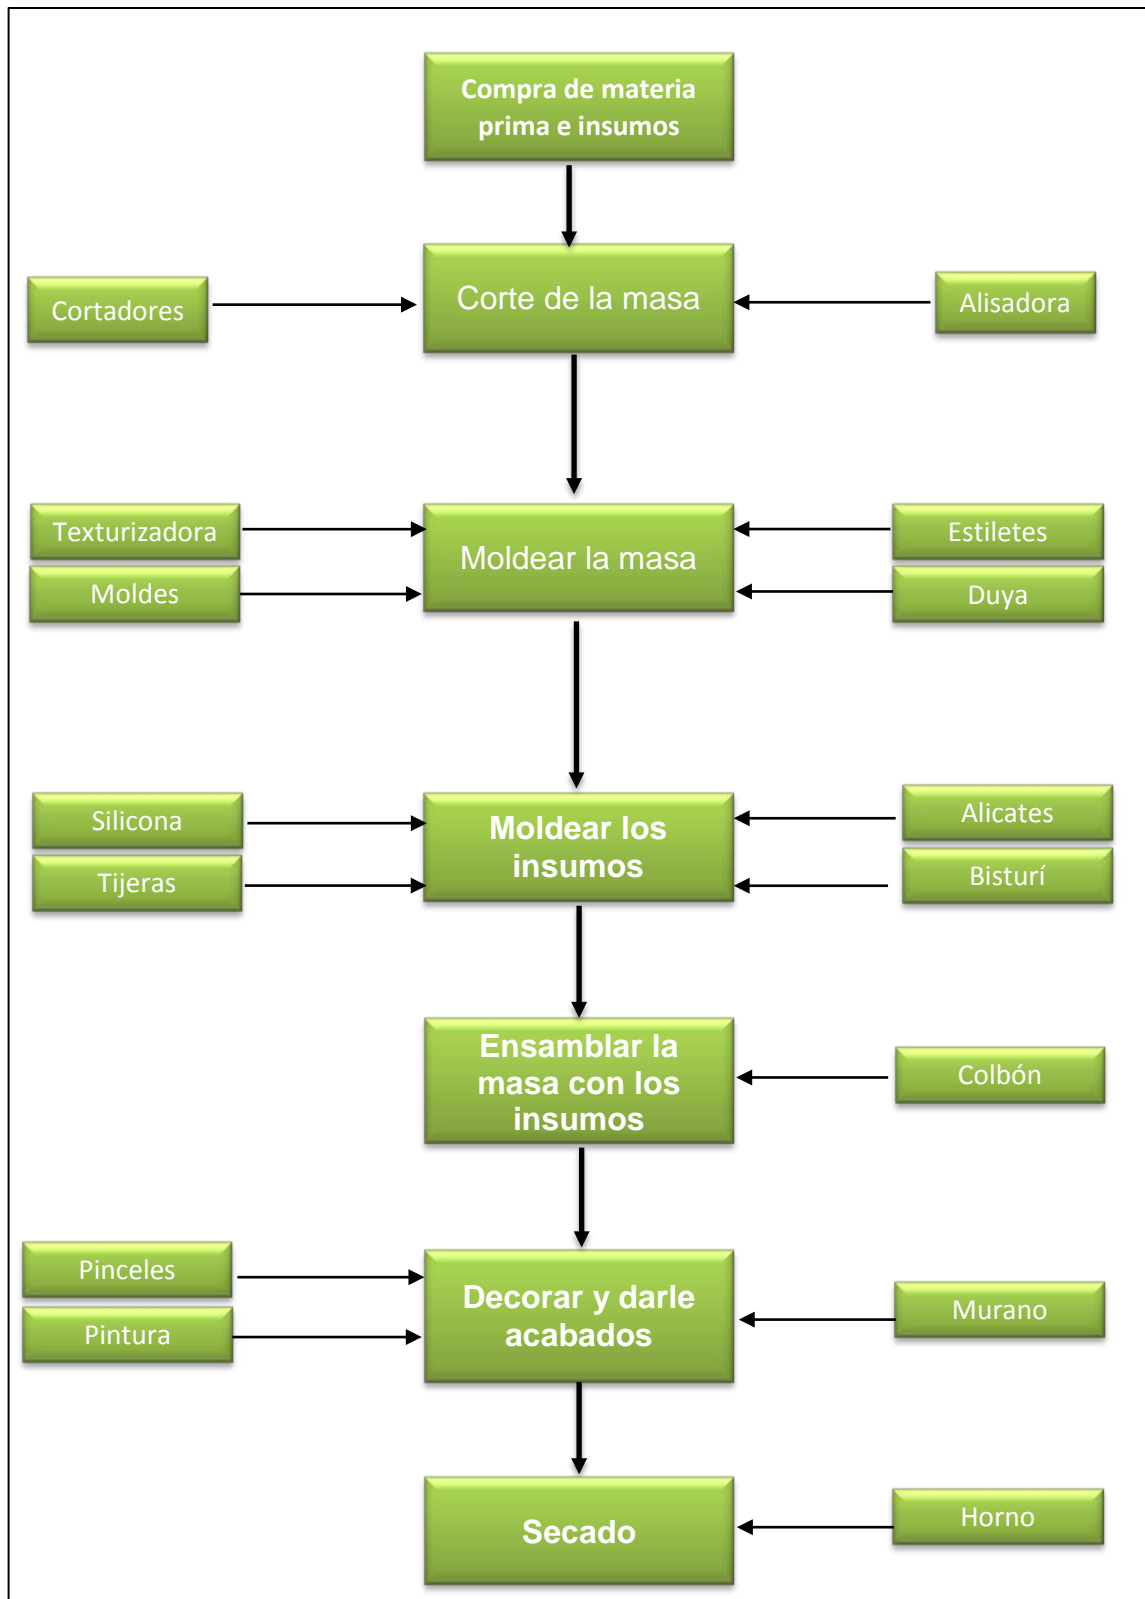 Compra de materia
prima e insumos
Cortadores
Corte de la masa
Alisadora
Texturizadora
Moldes
Moldear la masa
Estiletes
Duya
Silicona
Tijeras
Moldear los
insumos
Alicates
Bisturí
Ensamblar la
masa con los
insumos
Colbón
Pinceles
Pintura
Decorar y darle
acabados
Murano
Secado
Horno